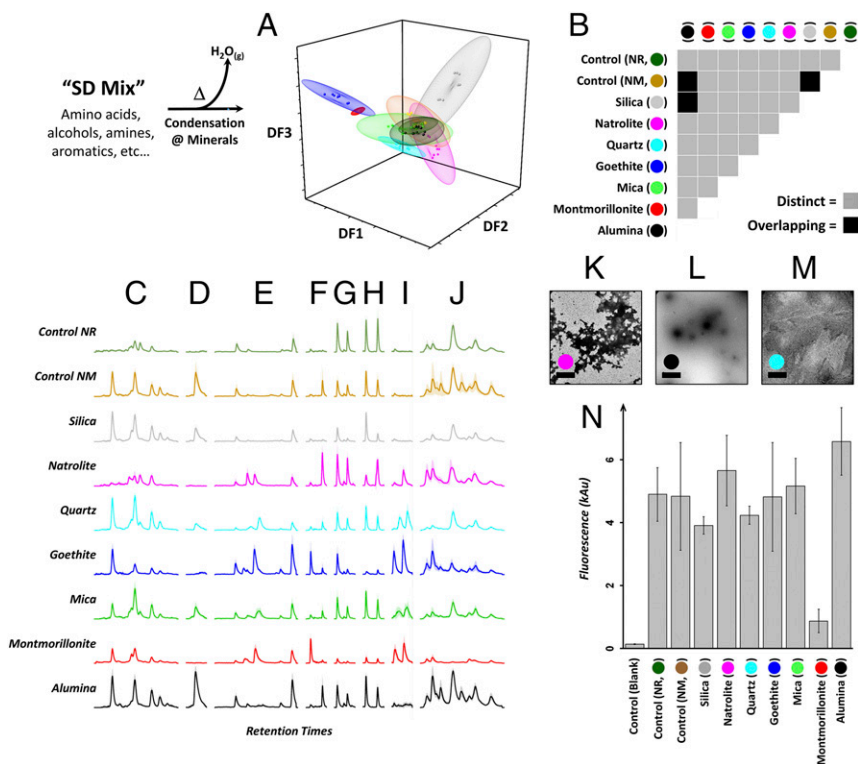 A
B
H₂O(g)
"SD Mix"
Δ
Amino acids,
alcohols, amines,
aromatics, etc...
Condensation
@ Minerals
DF3
DF1
DF2
Control (NR, )
Control (NM, )
Silica ( )
Natrolite ( )
Quartz ( )
Goethite ( )
Mica ( )
Montmorillonite ( )
Alumina ( )
Distinct =
Overlapping =
C D E F G H I J
Control NR
Control NM
Silica
Natrolite
Quartz
Goethite
Mica
Montmorillonite
Alumina
Retention Times
K L M
N
Fluorescence (kAu)
6
4
2
0
Control (Blank)
Control (NR, )
Control (NM, )
Silica ( )
Natrolite ( )
Quartz ( )
Goethite ( )
Mica ( )
Montmorillonite ( )
Alumina ( )